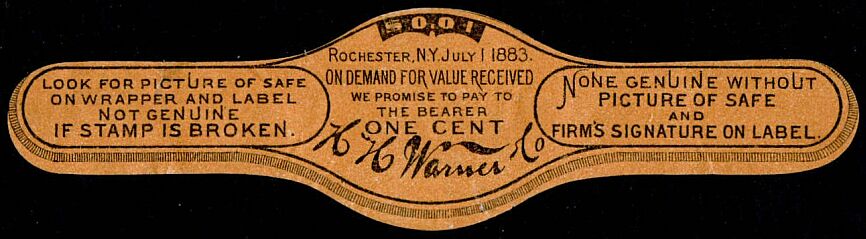 $0.01
ROCHESTER, N.Y. JULY 1 1883.
ON DEMAND FOR VALUE RECEIVED
WE PROMISE TO PAY TO
THE BEARER
ONE CENT
H H Warner & Co
LOOK FOR PICTURE OF SAFE
ON WRAPPER AND LABEL
NOT GENUINE
IF STAMP IS BROKEN.
NONE GENUINE WITHOUT
PICTURE OF SAFE
AND
FIRM'S SIGNATURE ON LABEL.